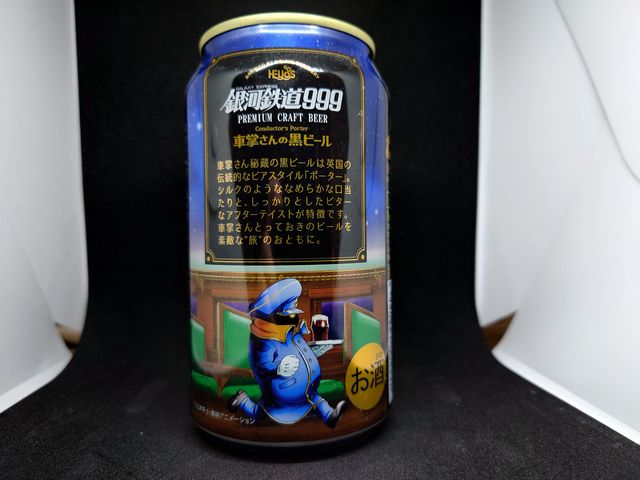 HELIOS
GALAXY EXPRESS
銀河鉄道999
PREMIUM CRAFT BEER
Conductor's Porter
車掌さんの黒ビール
車掌さん秘蔵の黒ビールは英国の
伝統的なビアスタイル「ポーター」。
シルクのようななめらかな口当
たりと、しっかりとしたビター
なアフターテイストが特徴です。
車掌さんとっておきのビールを
素敵な"旅"のおともに。
お酒
・東映アニメーション